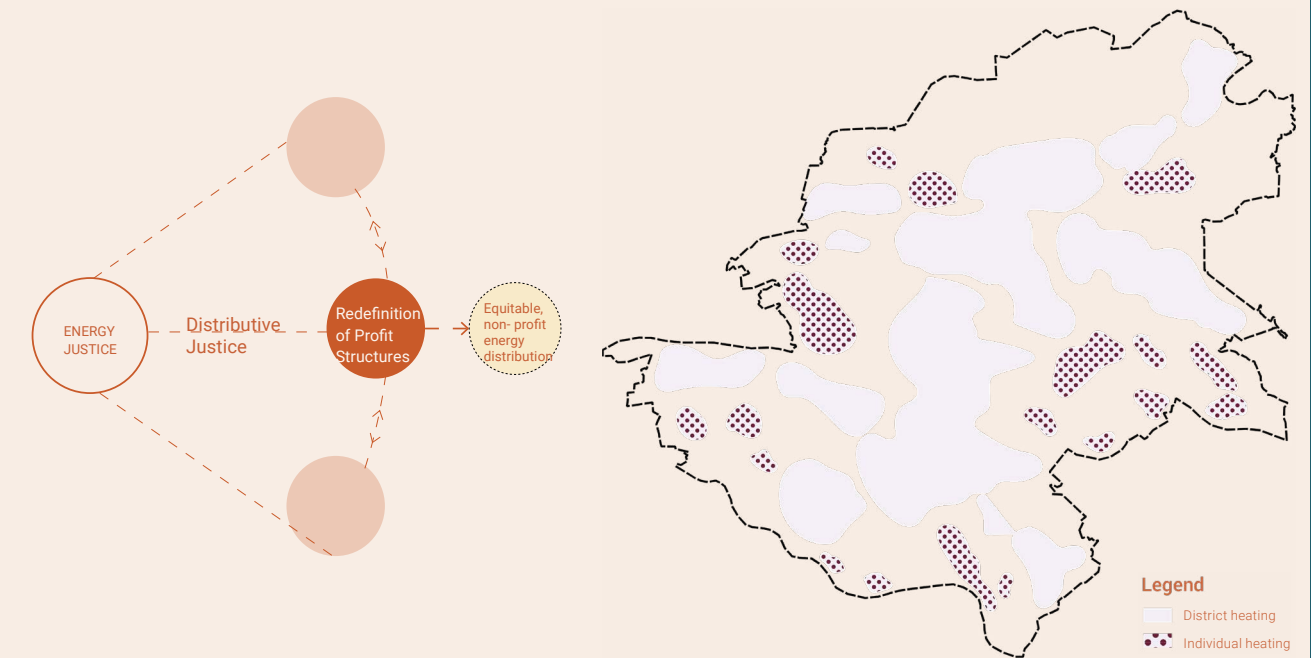 ENERGY
JUSTICE
Distributive
Justice
Redefinition
of Profit
Structures
Equitable,
non- profit
energy
distribution
Legend
District heating
Individual heating